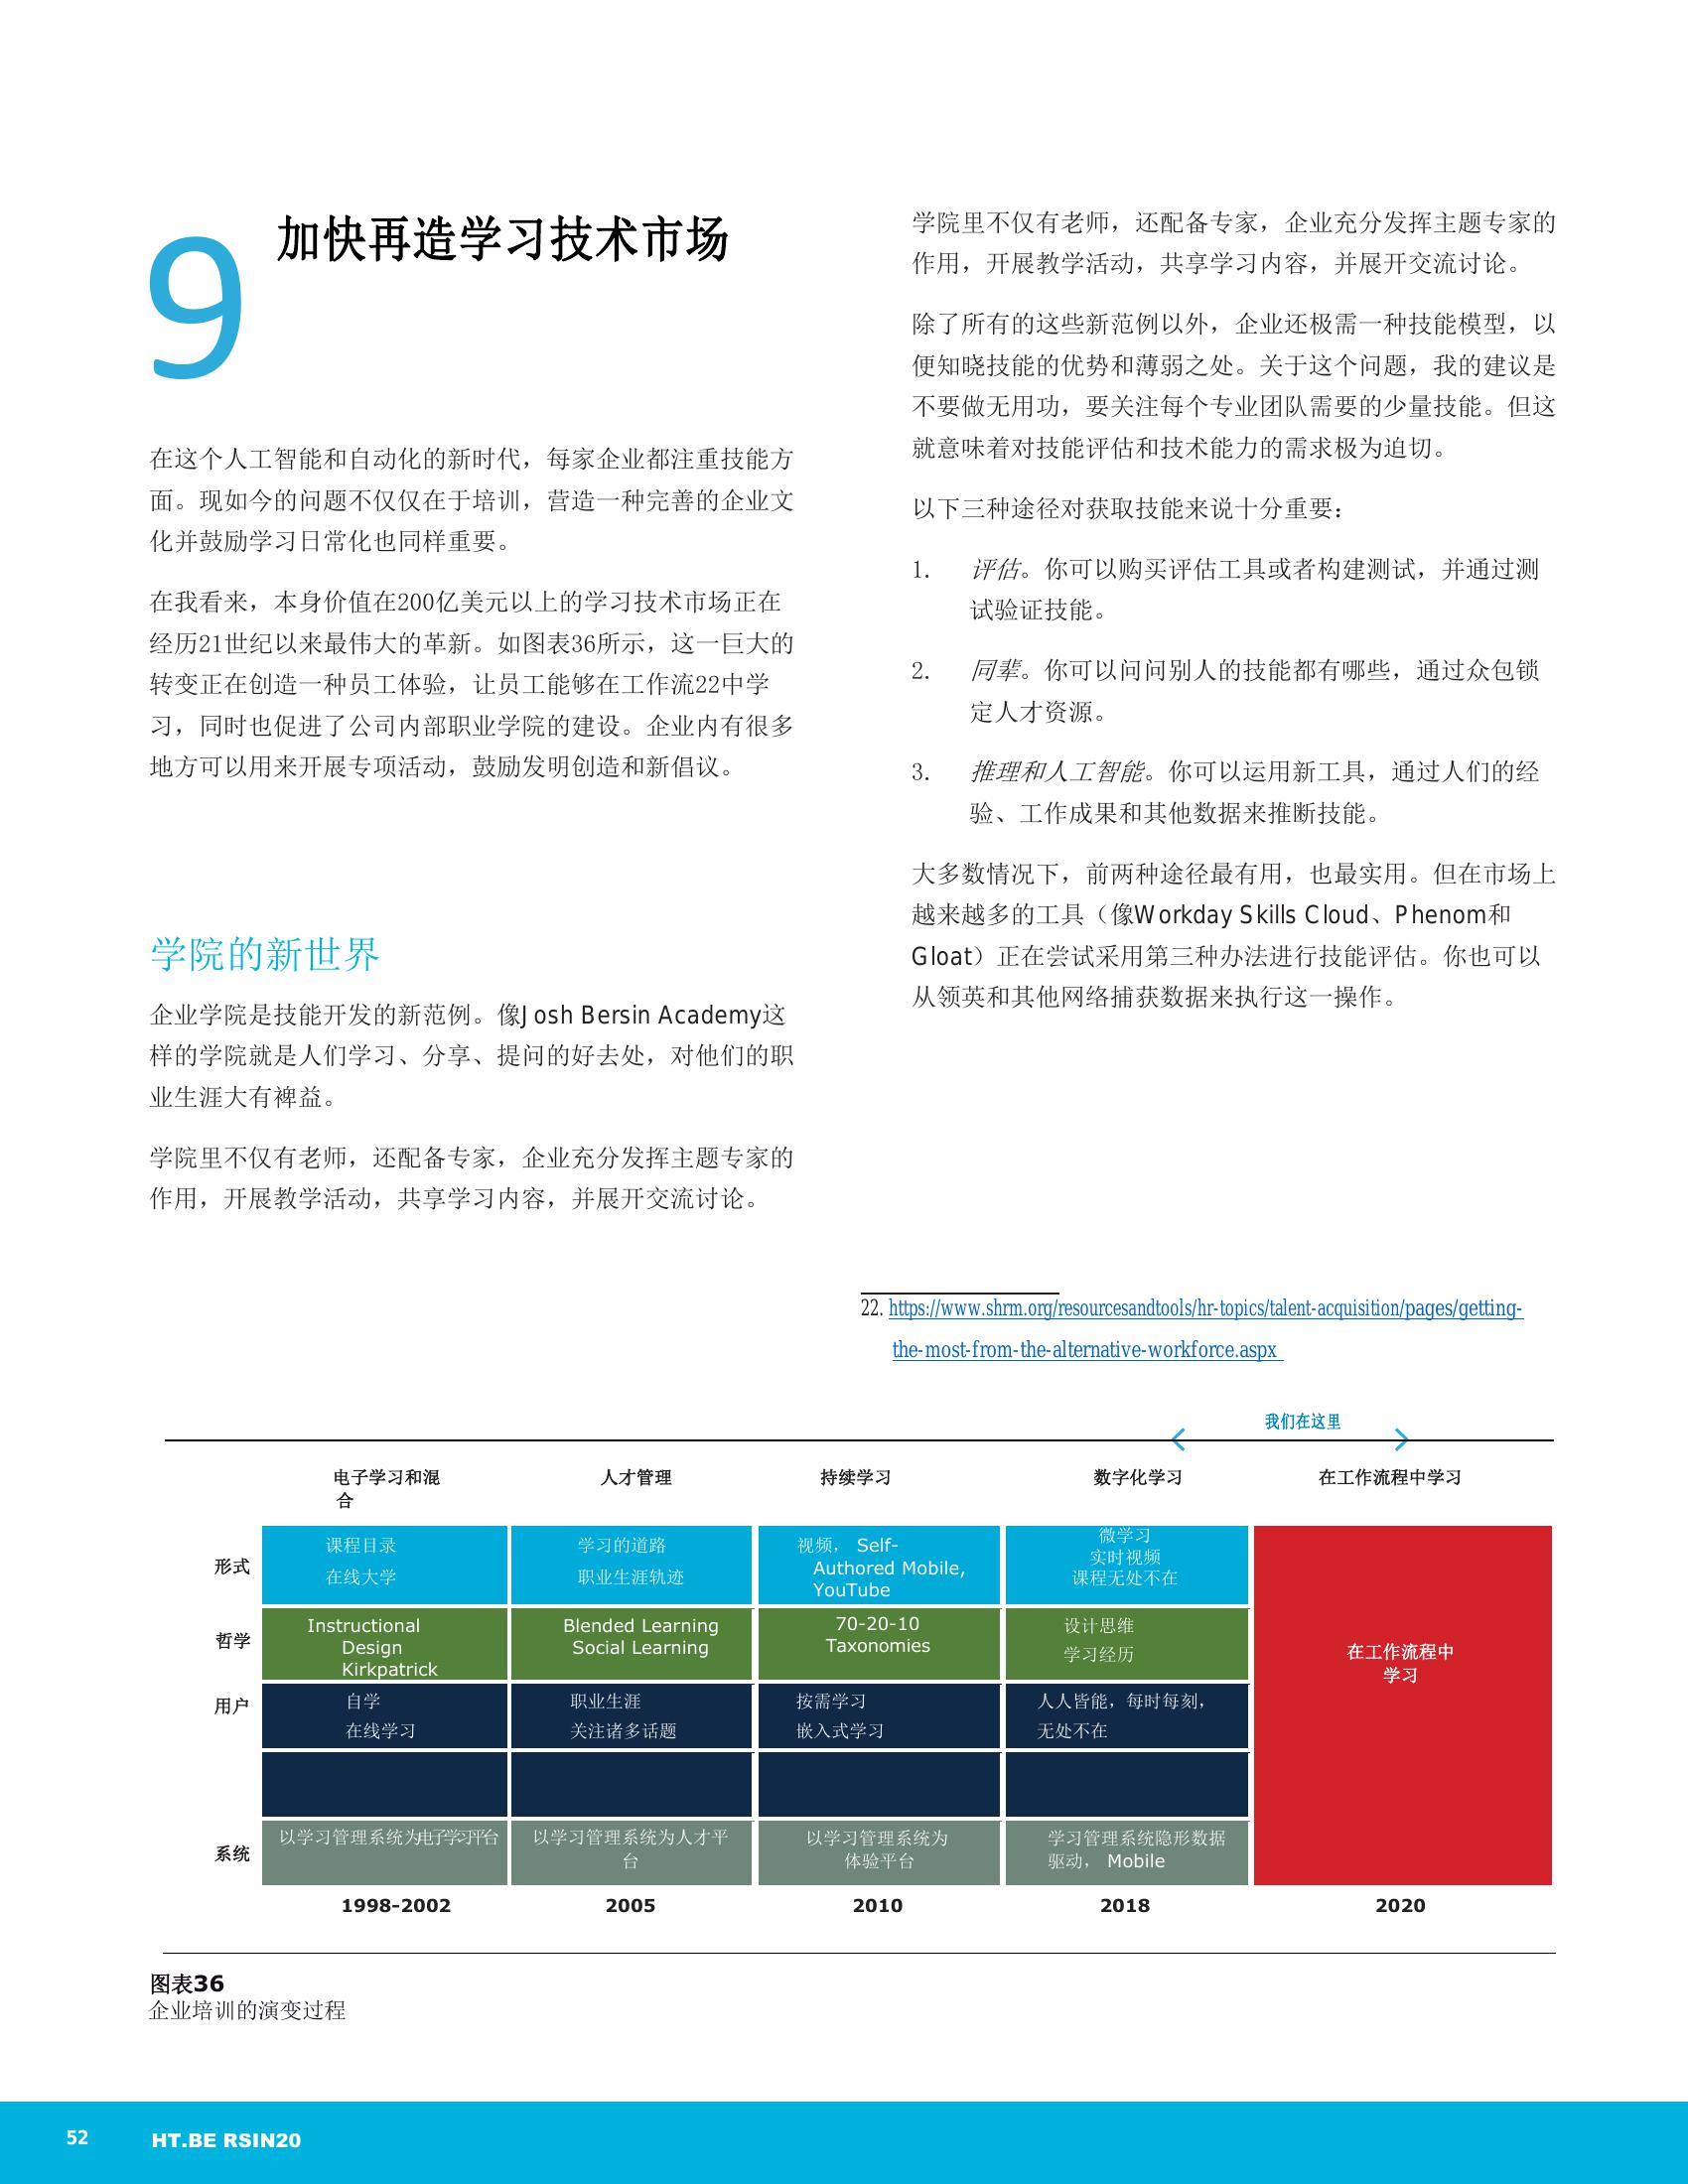 9
加快再造学习技术市场
在这个人工智能和自动化的新时代，每家企业都注重技能方
面。现如今的问题不仅仅在于培训，营造一种完善的企业文
化并鼓励学习日常化也同样重要。
在我看来，本身价值在200亿美元以上的学习技术市场正在
经历21世纪以来最伟大的革新。如图表36所示，这一巨大的
转变正在创造一种员工体验，让员工能够在工作流22中学
习，同时也促进了公司内部职业学院的建设。企业内有很多
地方可以用来开展专项活动，鼓励发明创造和新倡议。
学院的新世界
企业学院是技能开发的新范例。像Josh Bersin Academy这
样的学院就是人们学习、分享、提问的好去处，对他们的职
业生涯大有裨益。
学院里不仅有老师，还配备专家，企业充分发挥主题专家的
作用，开展教学活动，共享学习内容，并展开交流讨论。
学院里不仅有老师，还配备专家，企业充分发挥主题专家的
作用，开展教学活动，共享学习内容，并展开交流讨论。
除了所有的这些新范例以外，企业还极需一种技能模型，以
便知晓技能的优势和薄弱之处。关于这个问题，我的建议是
不要做无用功，要关注每个专业团队需要的少量技能。但这
就意味着对技能评估和技术能力的需求极为迫切。
以下三种途径对获取技能来说十分重要：
1. 评估。你可以购买评估工具或者构建测试，并通过测
试验证技能。
2. 同辈。你可以问问别人的技能都有哪些，通过众包锁
定人才资源。
3. 推理和人工智能。你可以运用新工具，通过人们的经
验、工作成果和其他数据来推断技能。
大多数情况下，前两种途径最有用，也最实用。但在市场上
越来越多的工具（像Workday Skills Cloud、Phenom和
Gloat）正在尝试采用第三种办法进行技能评估。你也可以
从领英和其他网络捕获数据来执行这一操作。
22. https://www.shrm.org/resourcesandtools/hr-topics/talent-acquisition/pages/getting-
the-most-from-the-alternative-workforce.aspx
我们在这里
电子学习和混 人才管理 持续学习 数字化学习 在工作流程中学习
合
形式
课程目录
在线大学
学习的道路
职业生涯轨迹
视频， Self-
Authored Mobile,
YouTube
微学习
实时视频
课程无处不在
哲学
Instructional
Design
Kirkpatrick
Blended Learning
Social Learning
70-20-10
Taxonomies
设计思维
学习经历
在工作流程中
学习
用户
自学
在线学习
职业生涯
关注诸多话题
按需学习
嵌入式学习
人人皆能，每时每刻，
无处不在
系统
以学习管理系统为电子学习平台
以学习管理系统为人才平
台
以学习管理系统为
体验平台
学习管理系统隐形数据
驱动， Mobile
1998-2002 2005 2010 2018 2020
图表36
企业培训的演变过程
52 HT.BE RSIN20